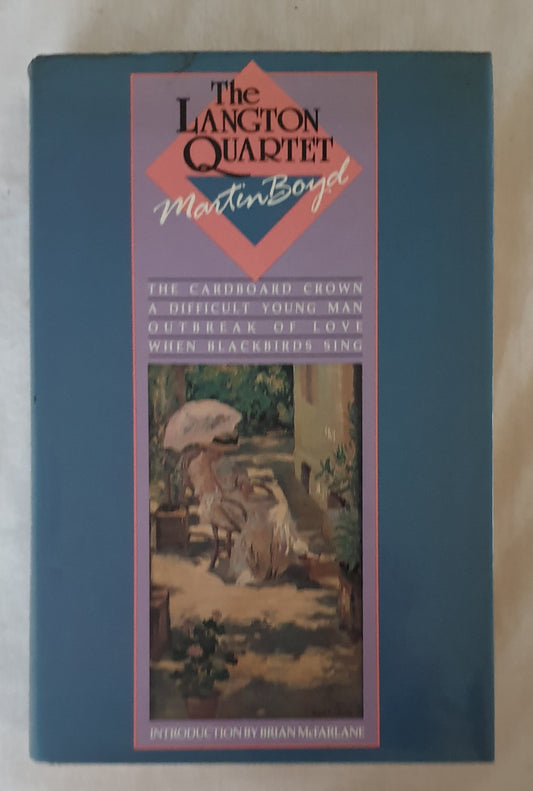 The
LANGTON
QUARTET
Martin Boyd
THE CARDBOARD CROWN
A DIFFICULT YOUNG MAN
OUTBREAK OF LOVE
WHEN BLACKBIRDS SING
INTRODUCTION BY BRIAN McFARLANE